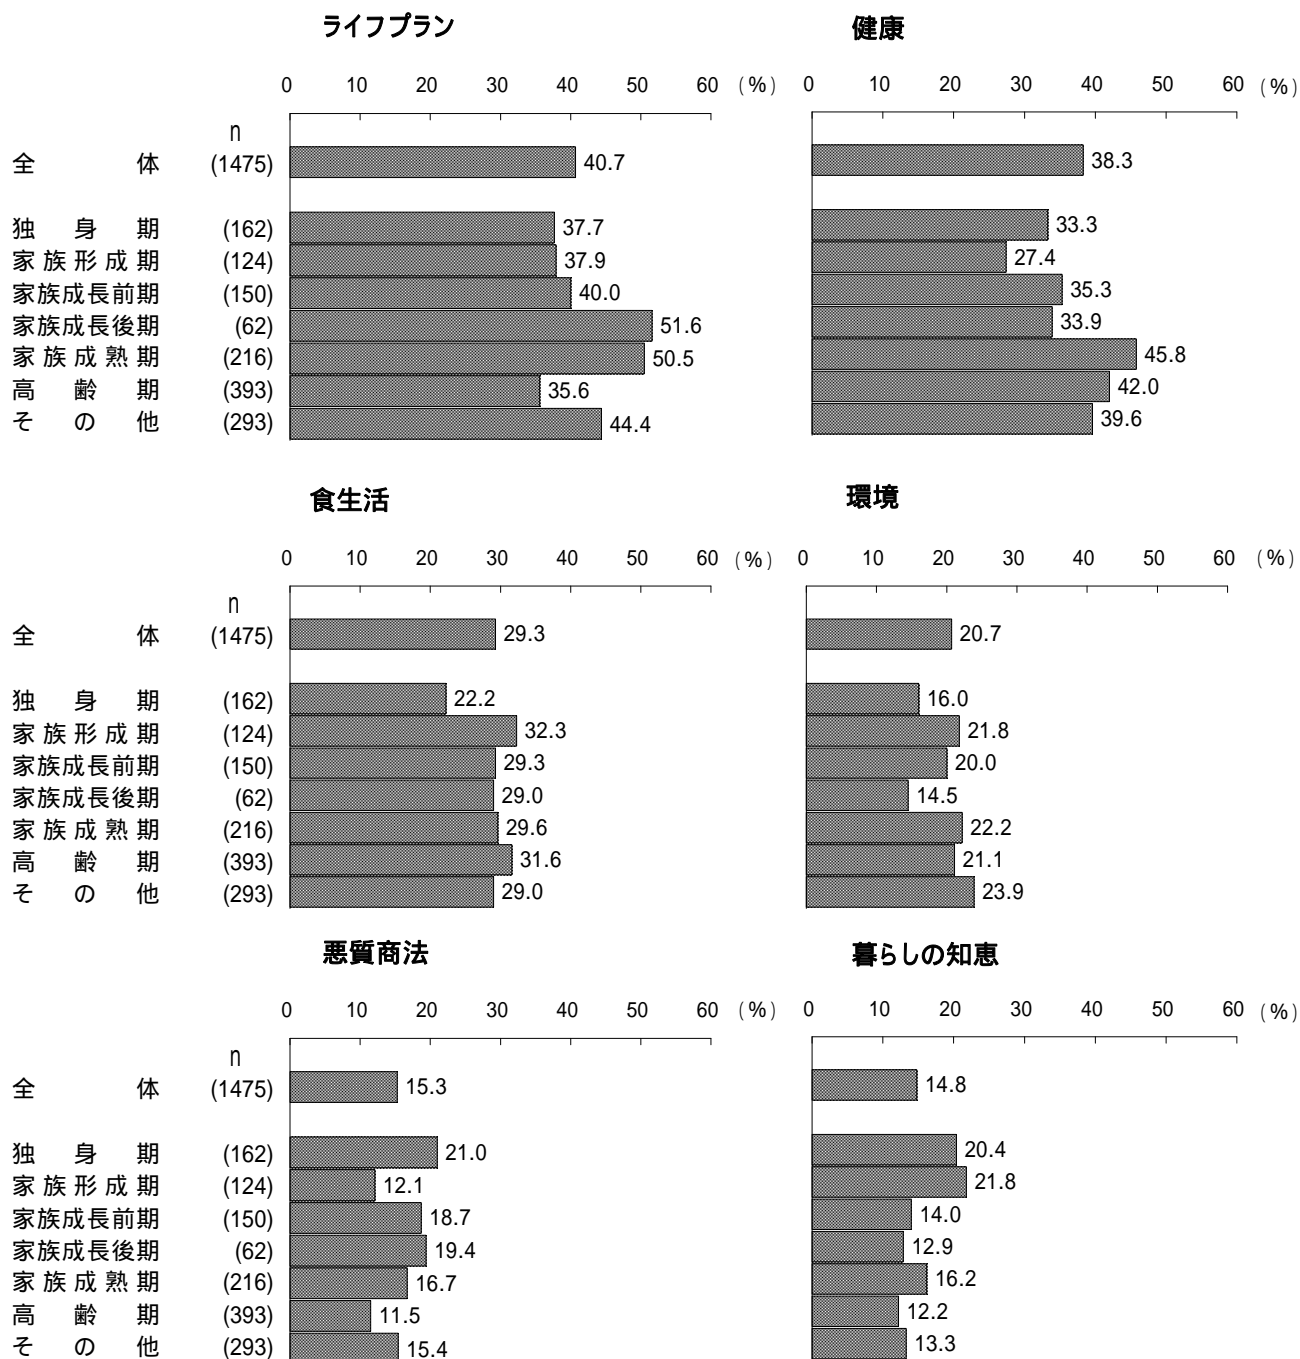 ライフプラン 健康
0 10 20 30 40 50 60 (%) 0 10 20 30 40 50 60 (%)
n
全体 (1475) 40.7 38.3
独身期 (162) 37.7 33.3
家族形成期 (124) 37.9 27.4
家族成長前期 (150) 40.0 35.3
家族成長後期 (62) 51.6 33.9
家族成熟期 (216) 50.5 45.8
高齢期 (393) 35.6 42.0
その他 (293) 44.4 39.6
食生活 環境
0 10 20 30 40 50 60 (%) 0 10 20 30 40 50 60 (%)
n
全体 (1475) 29.3 20.7
独身期 (162) 22.2 16.0
家族形成期 (124) 32.3 21.8
家族成長前期 (150) 29.3 20.0
家族成長後期 (62) 29.0 14.5
家族成熟期 (216) 29.6 22.2
高齢期 (393) 31.6 21.1
その他 (293) 29.0 23.9
悪質商法 暮らしの知恵
0 10 20 30 40 50 60 (%) 0 10 20 30 40 50 60 (%)
n
全体 (1475) 15.3 14.8
独身期 (162) 21.0 20.4
家族形成期 (124) 12.1 21.8
家族成長前期 (150) 18.7 14.0
家族成長後期 (62) 19.4 12.9
家族成熟期 (216) 16.7 16.2
高齢期 (393) 11.5 12.2
その他 (293) 15.4 13.3